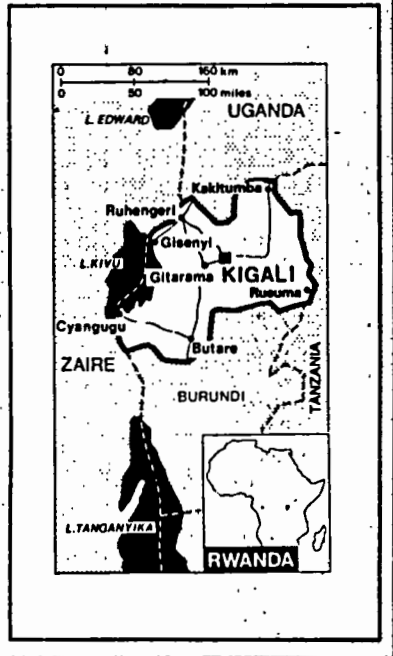 0 80 160 km
0 50 100 miles
UGANDA
L. EDWARD
Kakitumba
Ruhengeri
Gisenyi
L.KIVU
KIGALI
Gitarama
Rusuma
Cyangugu
Butare
ZAIRE
TANZANIA
BURUNDI
L.TANGANYIKA
RWANDA